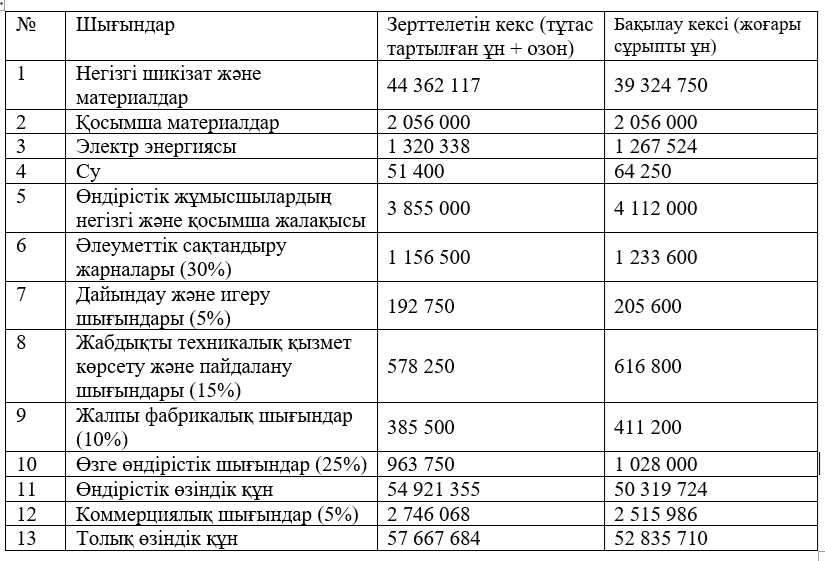 № Шығындар Зерттелетін кекс (тұтас тартылған ұн + озон) Бақылау кексі (жоғары сұрыпты ұн)
1 Негізгі шикізат және материалдар 44 362 117 39 324 750
2 Қосымша материалдар 2 056 000 2 056 000
3 Электр энергиясы 1 320 338 1 267 524
4 Су 51 400 64 250
5 Өндірістік жұмысшылардың негізгі және қосымша жалақысы 3 855 000 4 112 000
6 Әлеуметтік сақтандыру жарналары (30%) 1 156 500 1 233 600
7 Дайындау және игеру шығындары (5%) 192 750 205 600
8 Жабдықты техникалық қызмет көрсету және пайдалану шығындары (15%) 578 250 616 800
9 Жалпы фабрикалық шығындар (10%) 385 500 411 200
10 Өзге өндірістік шығындар (25%) 963 750 1 028 000
11 Өндірістік өзіндік құн 54 921 355 50 319 724
12 Коммерциялық шығындар (5%) 2 746 068 2 515 986
13 Толық өзіндік құн 57 667 684 52 835 710